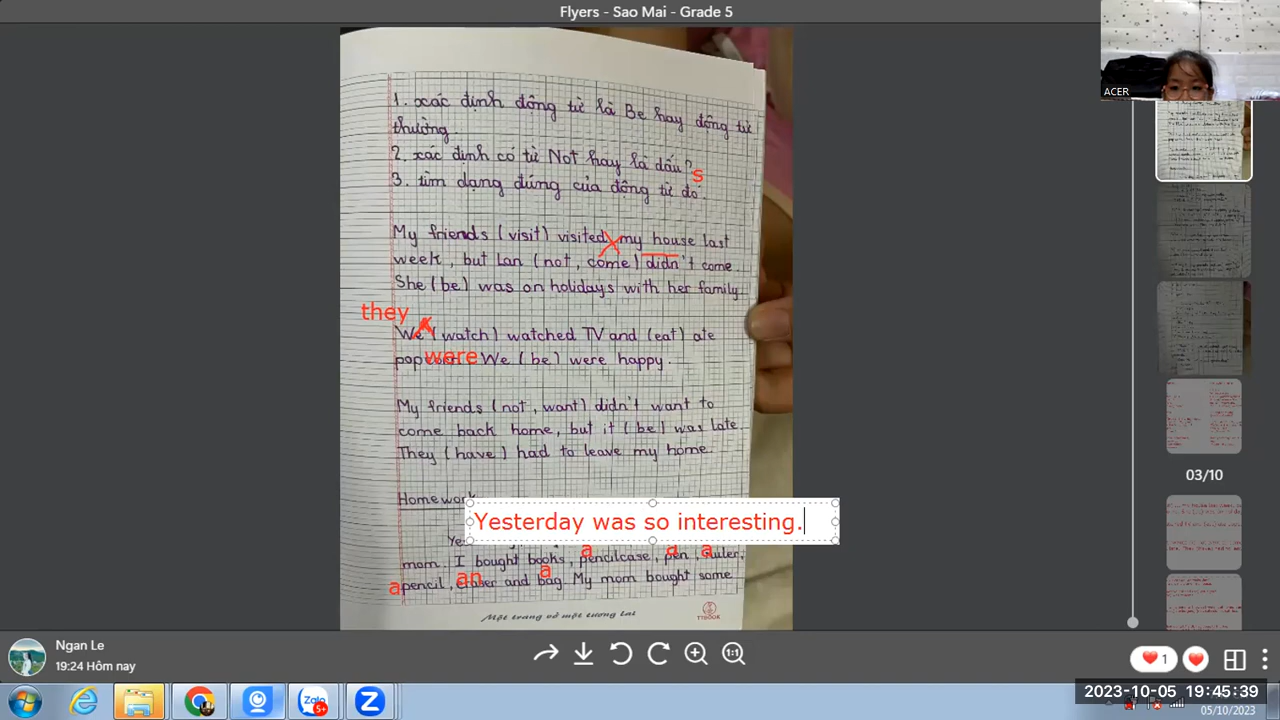 Flyers - Sao Mai - Grade 5
ACER
1. xác định động từ là Be hay động từ
thường.
2. xác định có từ Not hay là dấu?
s
3. tìm dạng đúng của động từ đó.
My friends (visit) visited my house last
week, but Lan (not, come) didn't come
She (be) was on holidays with her family
they
We (watch) watched TV and (eat) ate
were We (be) were happy.
My friends (not, want) didn't want to
come back home, but it (be) was late
They (have) had to leave my home.
03/10
Homework
Yesterday was so interesting.
a a a
mom. I bought books, pencilcase, pen, ruler,
a an a
pencil, and bag. My mom bought some
Một trang vở một tương lai
TTBOOK
Ngan Le
19:24 Hôm nay
1:1
1
Zalo
5+
2023-10-05 19:45:39
05/10/2023